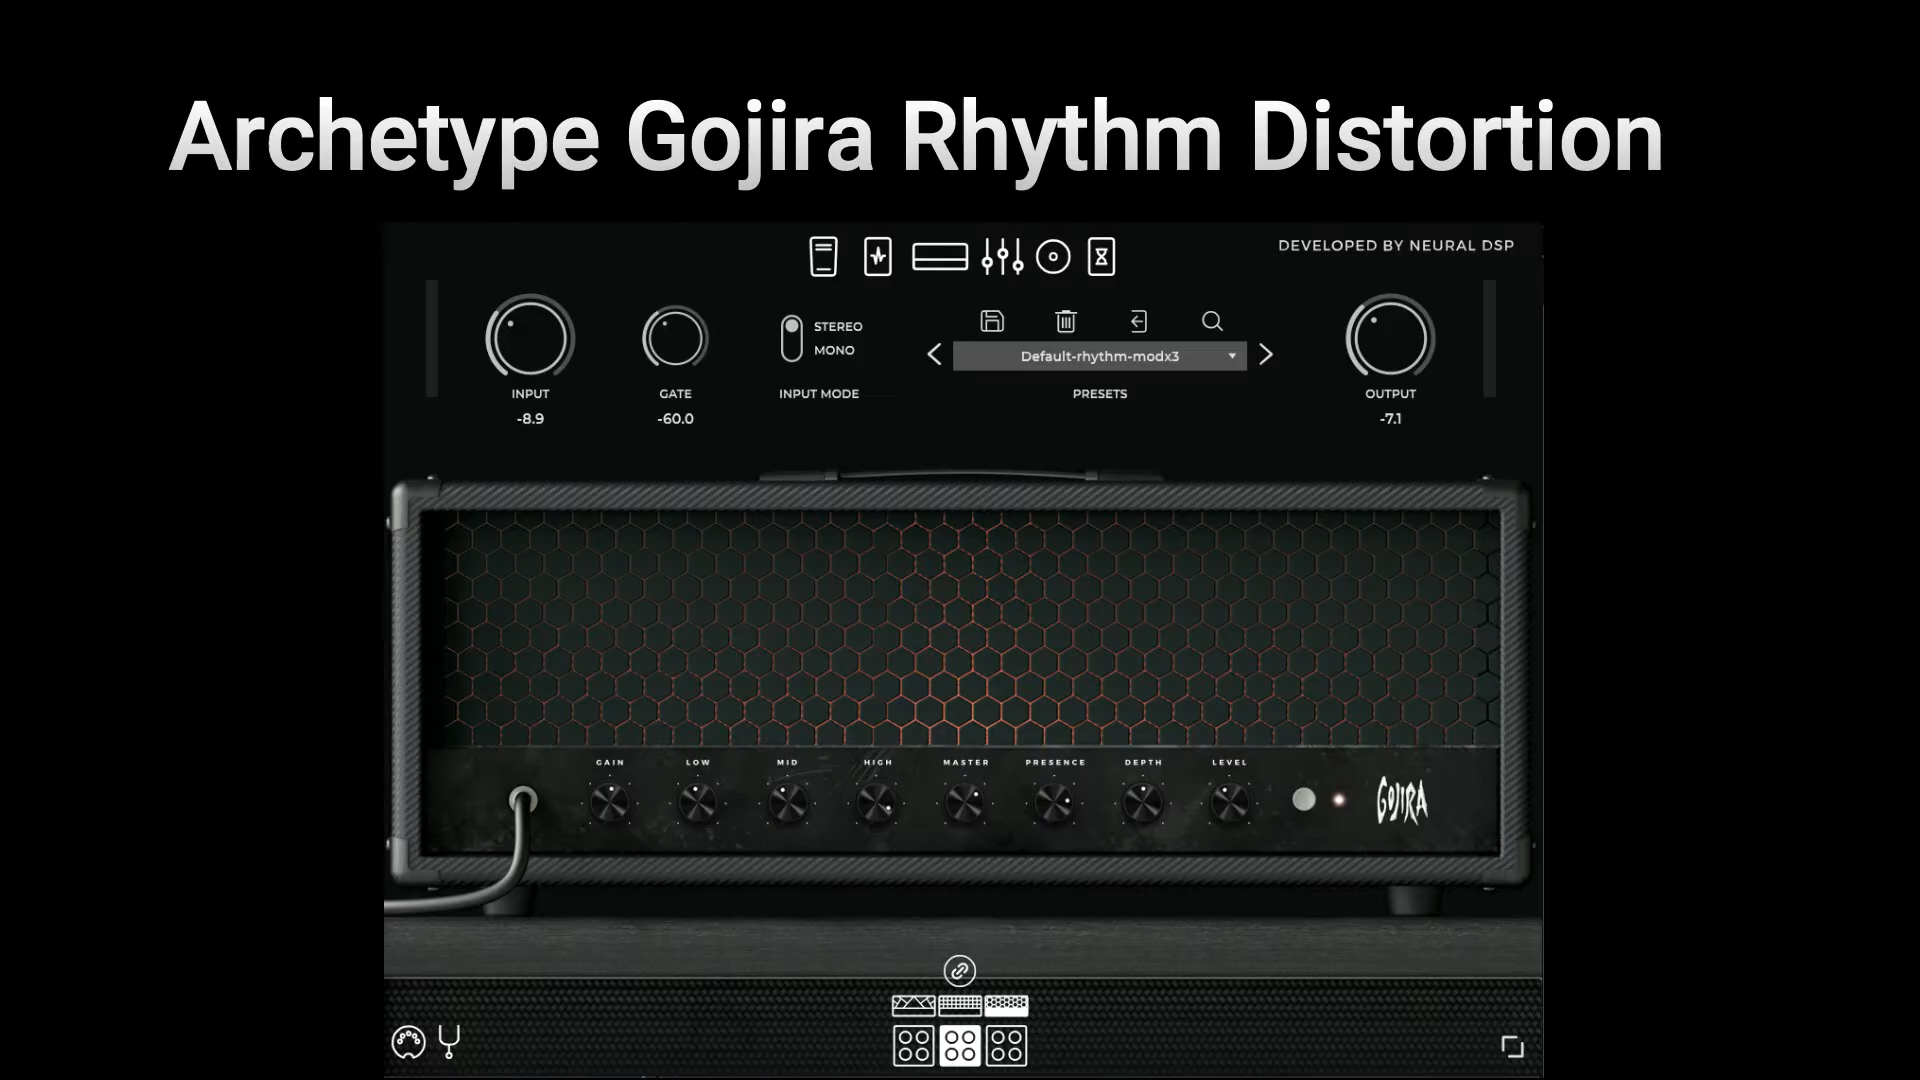 Archetype Gojira Rhythm Distortion
DEVELOPED BY NEURAL DSP
STEREO
MONO
Default-rhythm-modx3
INPUT
GATE
INPUT MODE
PRESETS
OUTPUT
-8.9
-60.0
-7.1
GAIN LOW MID HIGH MASTER PRESENCE DEPTH LEVEL
GOJIRA